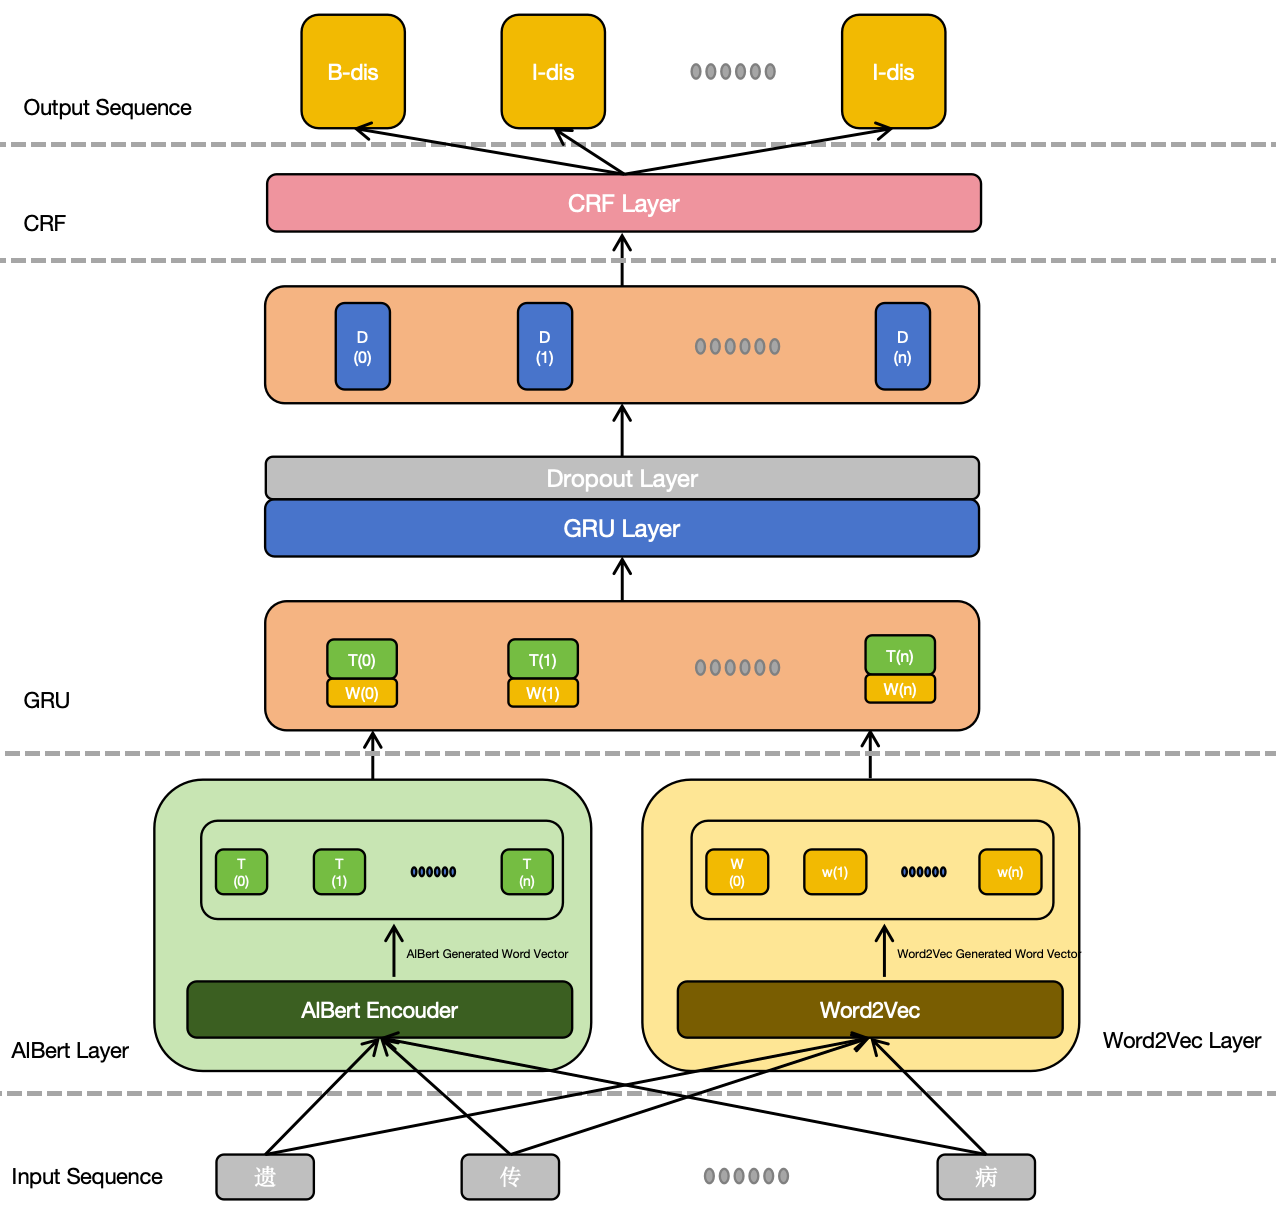 B-dis
I-dis
I-dis
Output Sequence
CRF Layer
CRF
D
(0)
D
(1)
D
(n)
Dropout Layer
GRU Layer
T(0)
W(0)
T(1)
W(1)
T(n)
W(n)
GRU
T
(0)
T
(1)
T
(n)
W
(0)
w(1)
w(n)
AlBert Generated Word Vector
Word2Vec Generated Word Vector
AlBert Encouder
Word2Vec
AlBert Layer
Word2Vec Layer
Input Sequence
遗
传
病